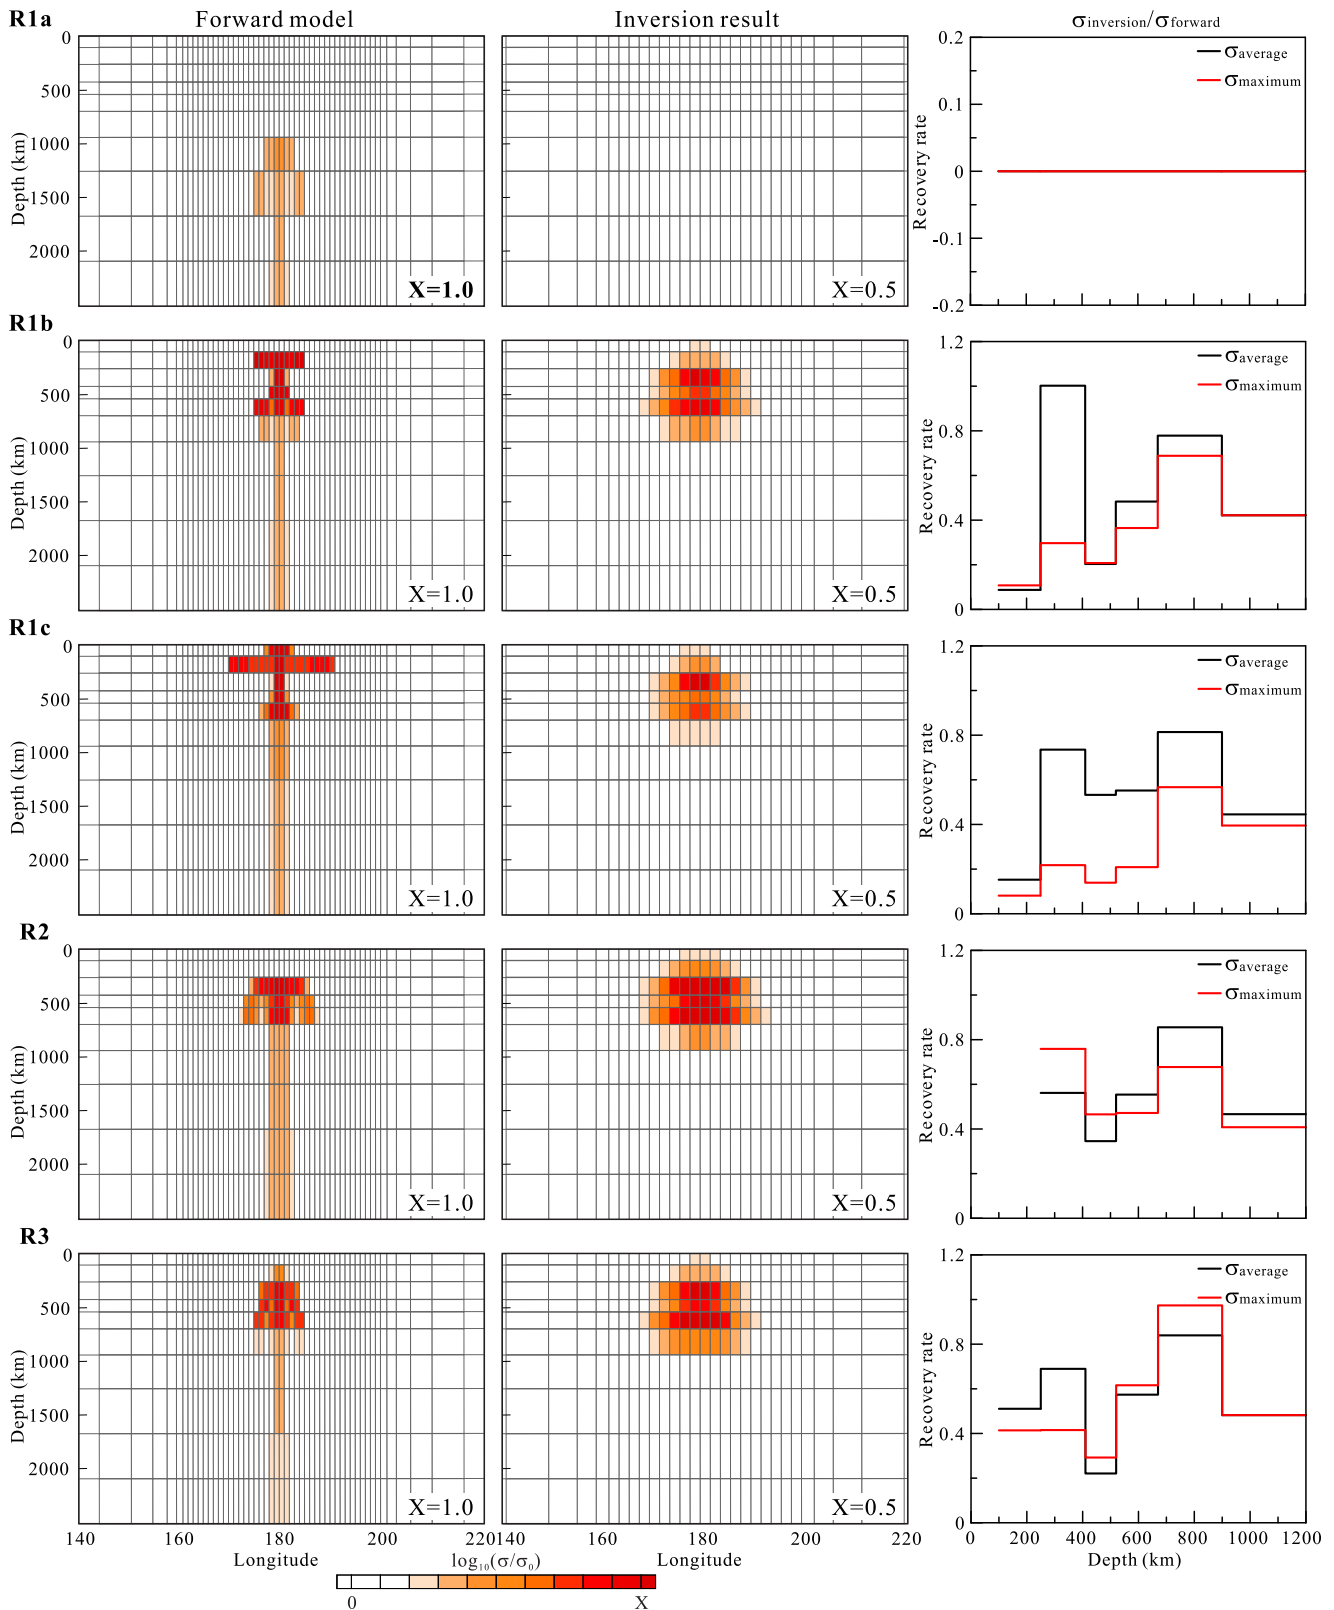 R1a
Forward model
Inversion result
σinversion/σforward
0
500
1000
1500
2000
Depth (km)
X=1.0
X=0.5
0.2
0.1
0
-0.1
-0.2
Recovery rate
σaverage
σmaximum
R1b
0
500
1000
1500
2000
Depth (km)
X=1.0
X=0.5
1.2
0.8
0.4
0
Recovery rate
σaverage
σmaximum
R1c
0
500
1000
1500
2000
Depth (km)
X=1.0
X=0.5
1.2
0.8
0.4
0
Recovery rate
σaverage
σmaximum
R2
0
500
1000
1500
2000
Depth (km)
X=1.0
X=0.5
1.2
0.8
0.4
0
Recovery rate
σaverage
σmaximum
R3
0
500
1000
1500
2000
Depth (km)
X=1.0
X=0.5
1.2
0.8
0.4
0
Recovery rate
σaverage
σmaximum
140 160 180 200 220
140 160 180 200 220
0 200 400 600 800 1000 1200
Longitude
log₁₀(σ/σ₀)
Longitude
Depth (km)
0 X